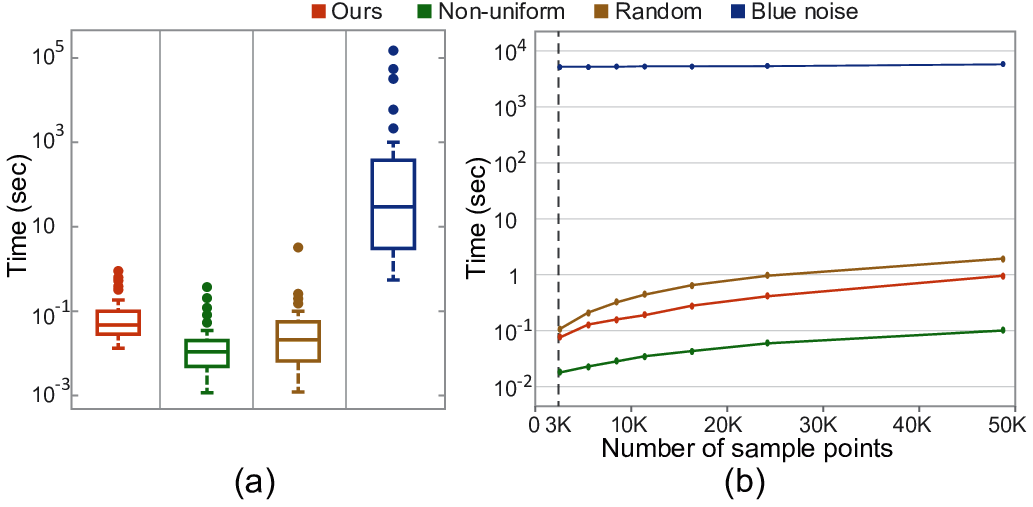 Ours Non-uniform Random Blue noise
Time (sec)
10^5
10^3
10
10^-1
10^-3
(a)
Time (sec)
10^4
10^3
10^2
10
1
10^-1
10^-2
0 3K 10K 20K 30K 40K 50K
Number of sample points
(b)